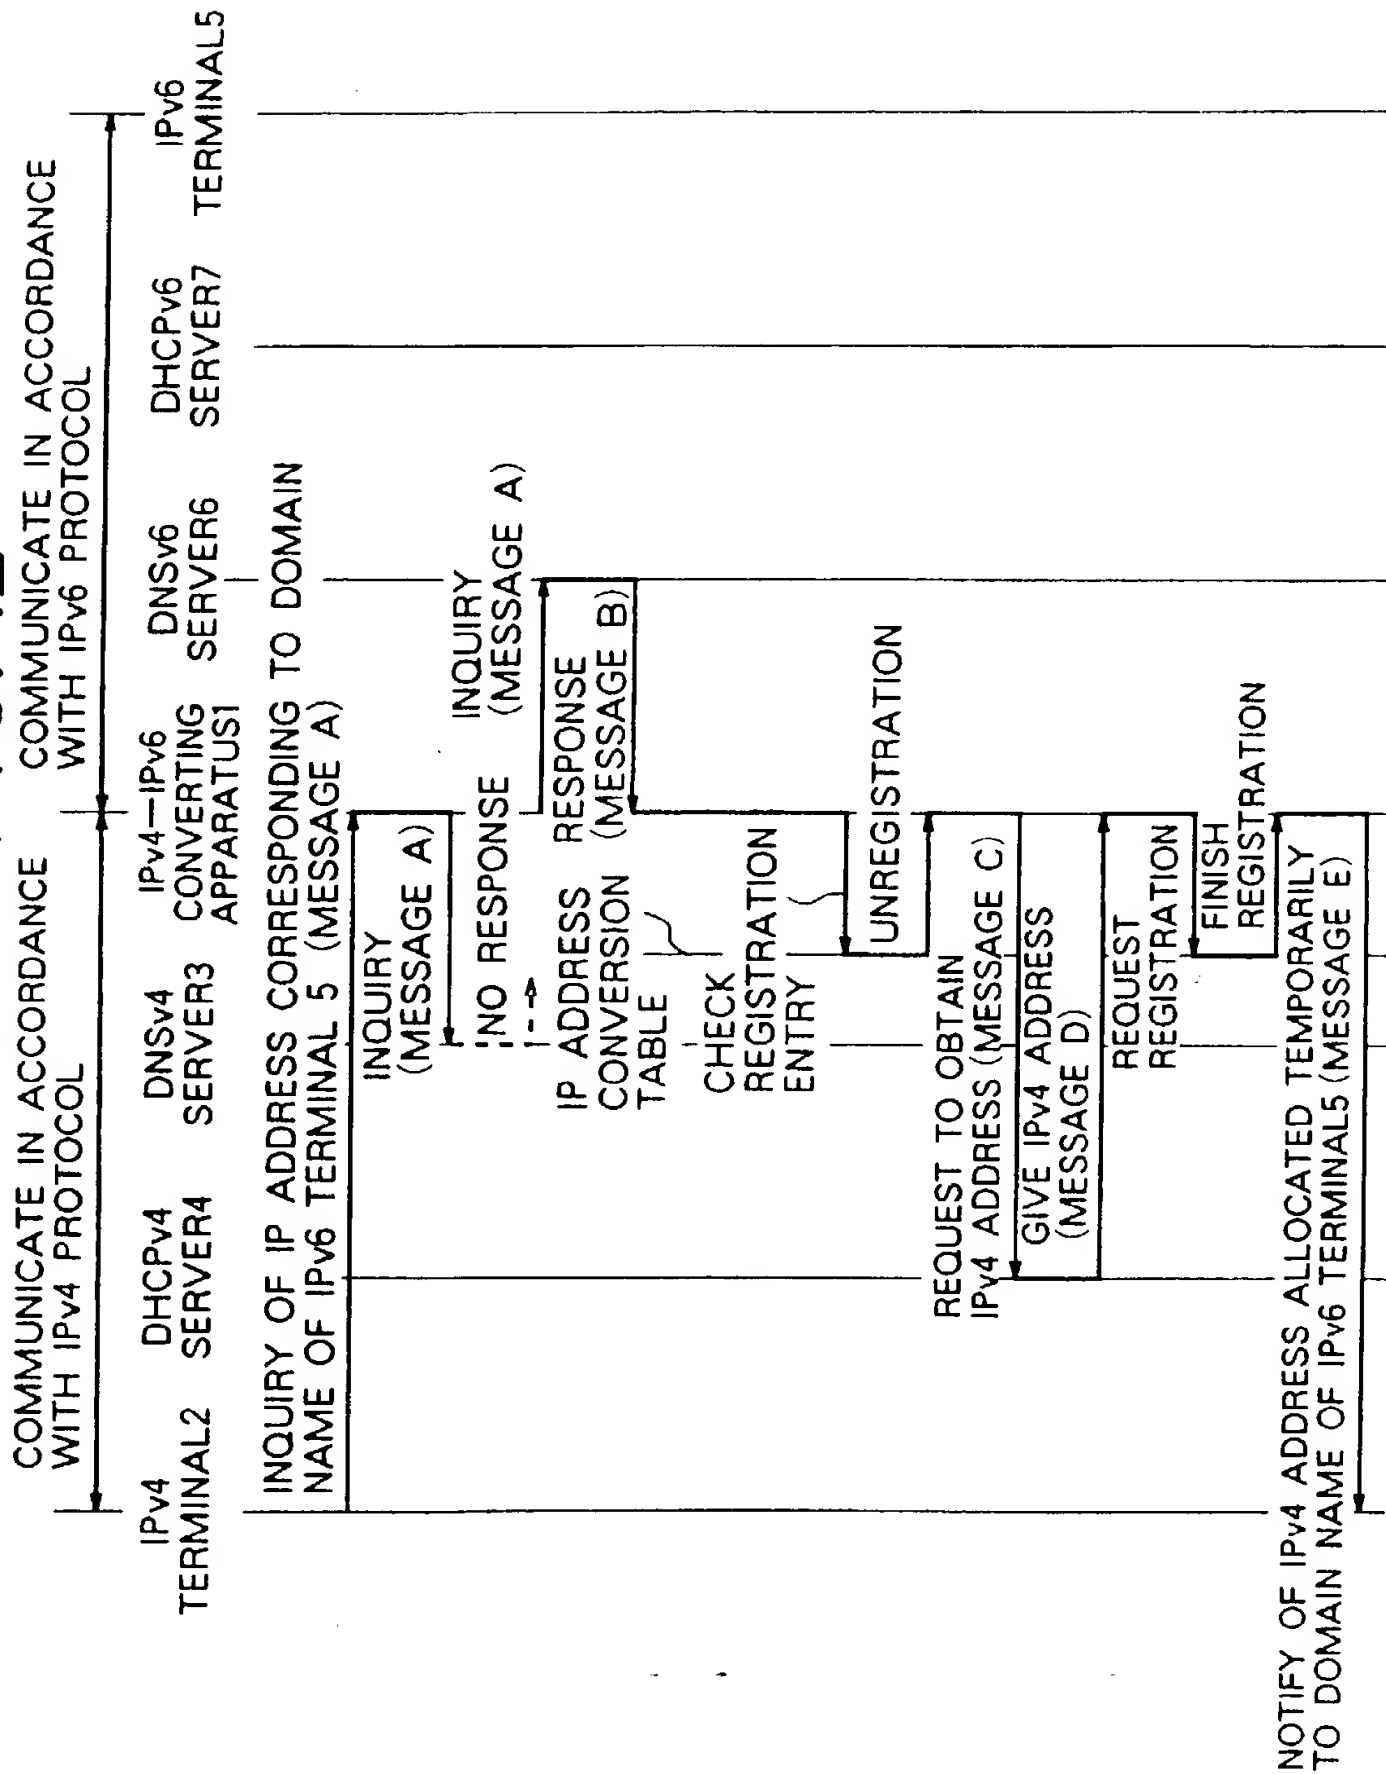 COMMUNICATE IN ACCORDANCE
WITH IPv4 PROTOCOL
COMMUNICATE IN ACCORDANCE
WITH IPv6 PROTOCOL
IPv4
TERMINAL2
DHCPv4
SERVER4
DNSv4
SERVER3
IPv4—IPv6
CONVERTING
APPARATUS1
DNSv6
SERVER6
DHCPv6
SERVER7
IPv6
TERMINAL5
INQUIRY OF IP ADDRESS CORRESPONDING TO DOMAIN
NAME OF IPv6 TERMINAL 5 (MESSAGE A)
INQUIRY
(MESSAGE A)
NO RESPONSE
INQUIRY
(MESSAGE A)
RESPONSE
(MESSAGE B)
IP ADDRESS
CONVERSION
TABLE
CHECK
REGISTRATION
ENTRY
UNREGISTRATION
REQUEST TO OBTAIN
IPv4 ADDRESS (MESSAGE C)
GIVE IPv4 ADDRESS
(MESSAGE D)
REQUEST
REGISTRATION
FINISH
REGISTRATION
NOTIFY OF IPv4 ADDRESS ALLOCATED TEMPORARILY
TO DOMAIN NAME OF IPv6 TERMINAL5 (MESSAGE E)